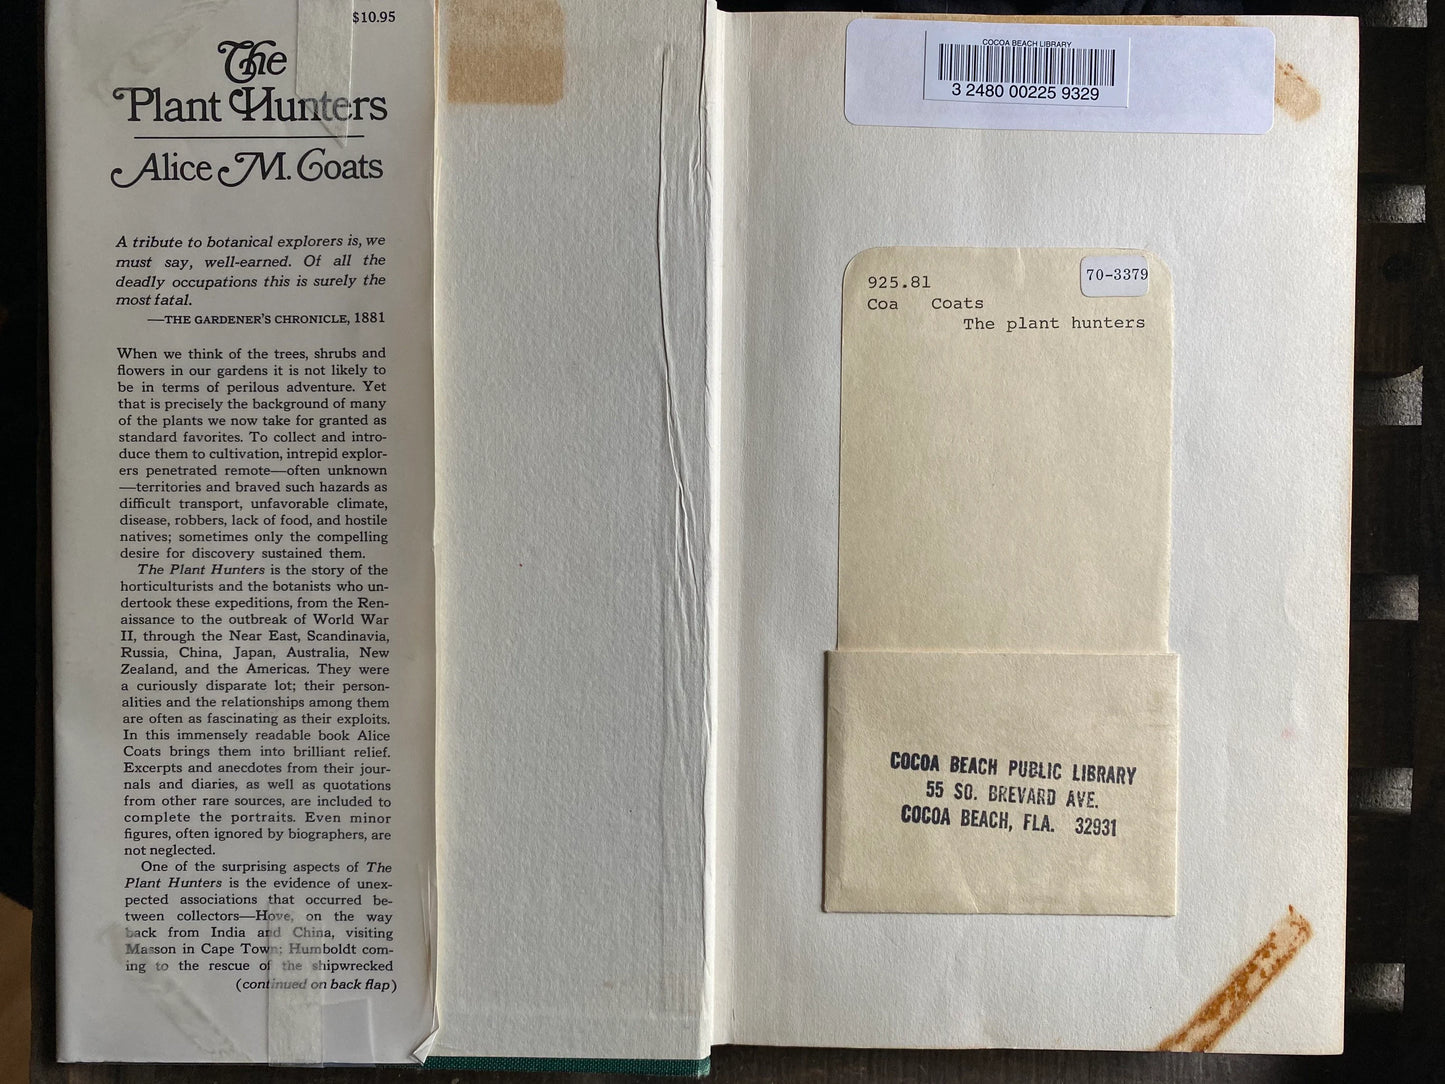 $10.95
The
Plant Hunters
Alice M. Coats
A tribute to botanical explorers is, we
must say, well-earned. Of all the
deadly occupations this is surely the
most fatal.
—THE GARDENER'S CHRONICLE, 1881
When we think of the trees, shrubs and
flowers in our gardens it is not likely to
be in terms of perilous adventure. Yet
that is precisely the background of many
of the plants we now take for granted as
standard favorites. To collect and intro-
duce them to cultivation, intrepid explor-
ers penetrated remote—often unknown
—territories and braved such hazards as
difficult transport, unfavorable climate,
disease, robbers, lack of food, and hostile
natives; sometimes only the compelling
desire for discovery sustained them.
The Plant Hunters is the story of the
horticulturists and the botanists who un-
dertook these expeditions, from the Ren-
aissance to the outbreak of World War
II, through the Near East, Scandinavia,
Russia, China, Japan, Australia, New
Zealand, and the Americas. They were
a curiously disparate lot; their person-
alities and the relationships among them
are often as fascinating as their exploits.
In this immensely readable book Alice
Coats brings them into brilliant relief.
Excerpts and anecdotes from their jour-
nals and diaries, as well as quotations
from other rare sources, are included to
complete the portraits. Even minor
figures, often ignored by biographers, are
not neglected.
One of the surprising aspects of The
Plant Hunters is the evidence of unex-
pected associations that occurred be-
tween collectors—Hove, on the way
back from India and China, visiting
Masson in Cape Town; Humboldt com-
ing to the rescue of the shipwrecked
(continued on back flap)
COCOA BEACH LIBRARY
3 2480 00225 9329
70-3379
925.81
Coa Coats
The plant hunters
COCOA BEACH PUBLIC LIBRARY
55 SO. BREVARD AVE.
COCOA BEACH, FLA. 32931